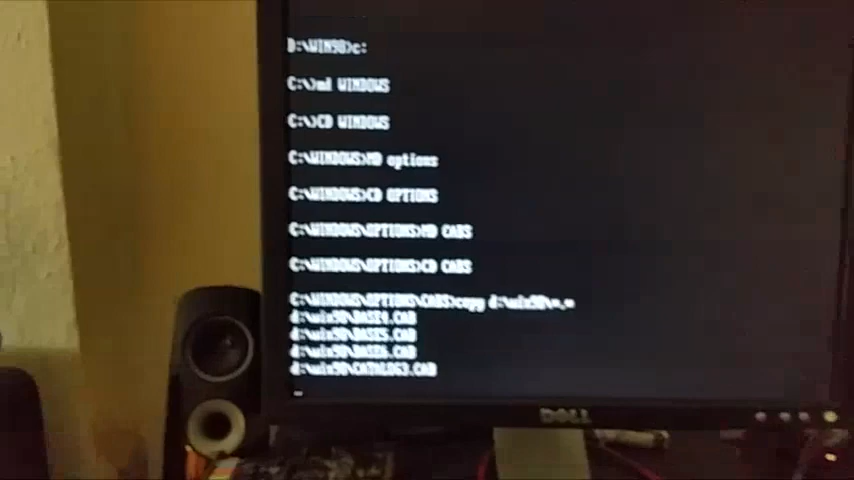 D:\WIN98>c:
C:\>md WINDOWS
C:\>CD WINDOWS
C:\WINDOWS>MD options
C:\WINDOWS>CD OPTIONS
C:\WINDOWS\OPTIONS>MD CABS
C:\WINDOWS\OPTIONS>CD CABS
C:\WINDOWS\OPTIONS\CABS>copy d:\win98\*.*
d:\win98\BASE4.CAB
d:\win98\BASE5.CAB
d:\win98\BASE6.CAB
d:\win98\CATALOG3.CAB
DELL